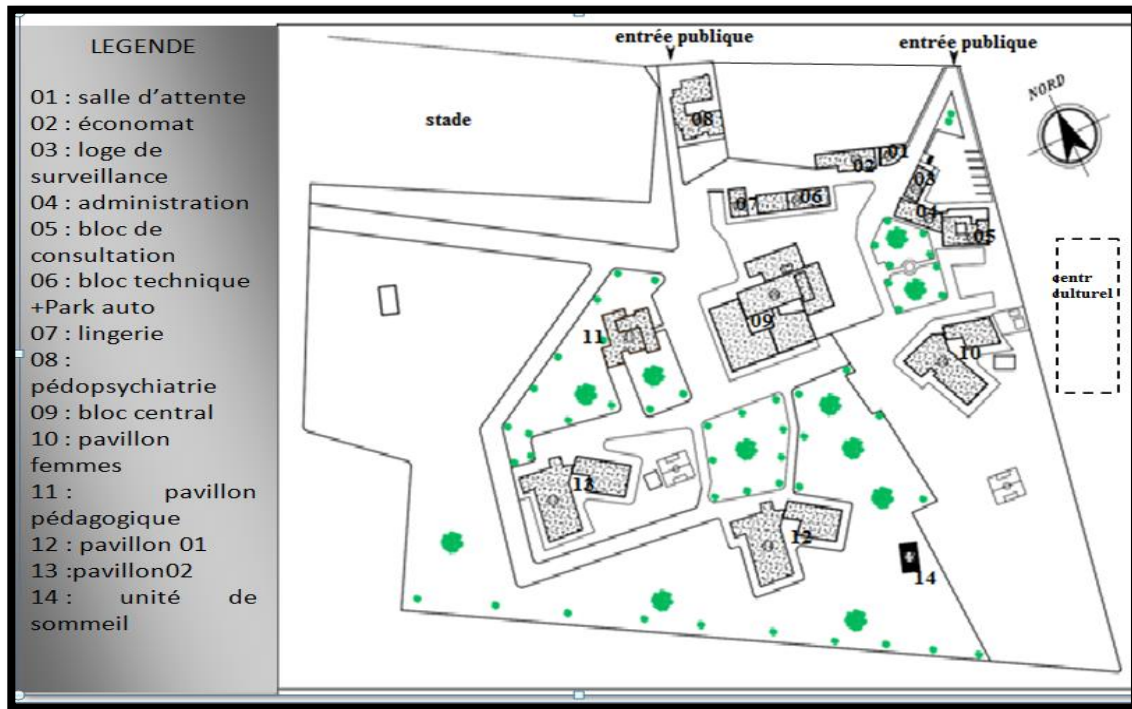 LEGENDE
01 : salle d'attente
02 : économat
03 : loge de
surveillance
04 : administration
05 : bloc de
consultation
06 : bloc technique
+Park auto
07 : lingerie
08 :
pédopsychiatrie
09 : bloc central
10 : pavillon
femmes
11 : pavillon
pédagogique
12 : pavillon 01
13 :pavillon02
14 : unité de
sommeil
entrée publique
entrée publique
NORD
stade
08
01
02
03
07
06
04
05
centr
culturel
09
11
10
13
12
14